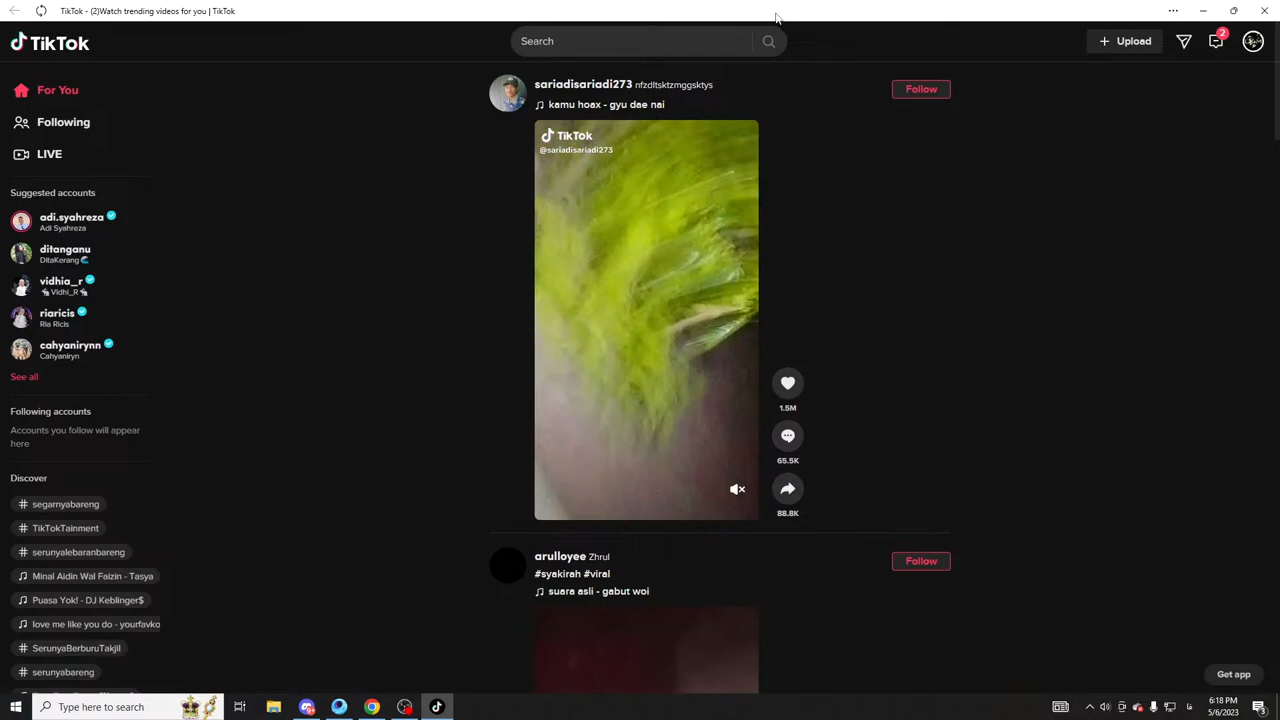 TikTok - (2)Watch trending videos for you | TikTok
TikTok
Search
Upload
2
For You
Following
LIVE
Suggested accounts
adi.syahreza
Adi Syahreza
ditanganu
DitaKerang🌊
vidhia_r
🐇Vidhi_R🐇
riaricis
Ria Ricis
cahyanirynn
Cahyaniryn
See all
Following accounts
Accounts you follow will appear
here
Discover
# segarnyabareng
# TikTokTainment
# serunyalebaranbareng
Minal Aidin Wal Faizin - Tasya
Puasa Yok! - DJ Keblinger$
love me like you do - yourfavko
# SerunyaBerburuTakjil
# serunyabareng
sariadisariadi273 nfzdltsktzmggsktys
Follow
kamu hoax - gyu dae nai
TikTok
@sariadisariadi273
1.5M
65.5K
88.8K
arulloyee Zhrul
Follow
#syakirah #viral
suara asli - gabut woi
Get app
Type here to search
6:18 PM
5/6/2023
3